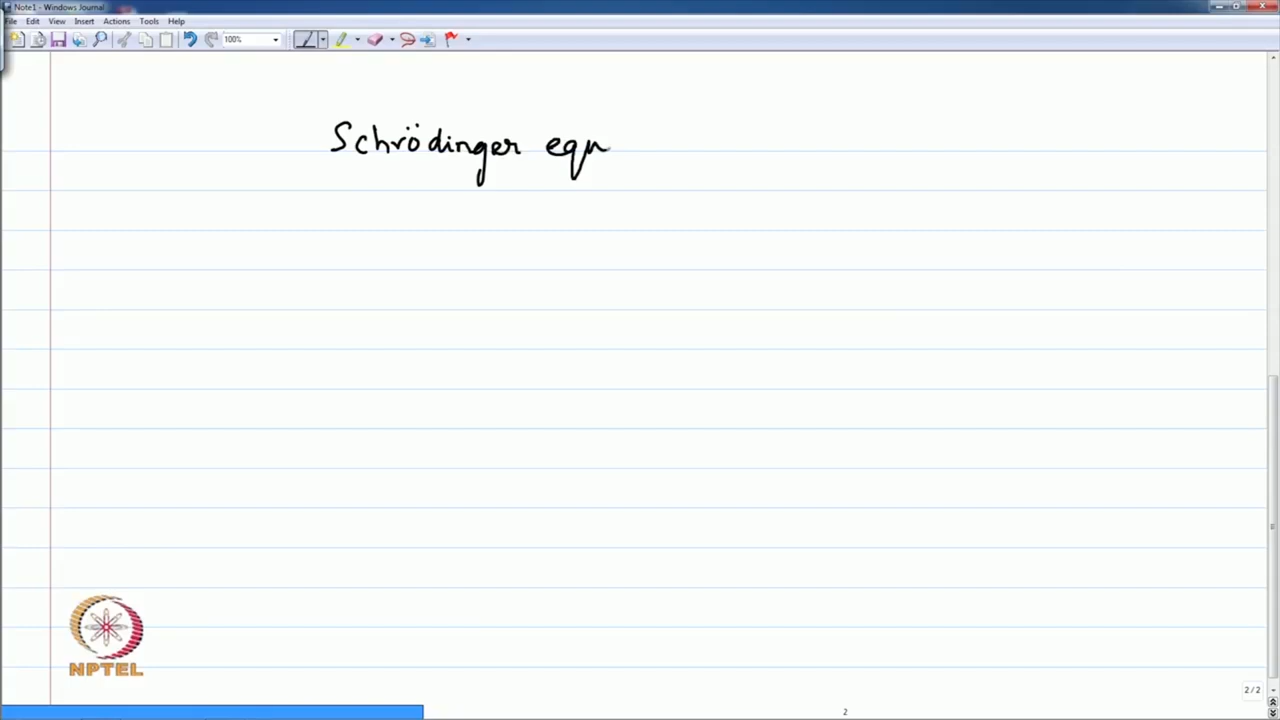 Note1 - Windows Journal
File Edit View Insert Actions Tools Help
100%
Schrödinger eqn
NPTEL
2/2
2